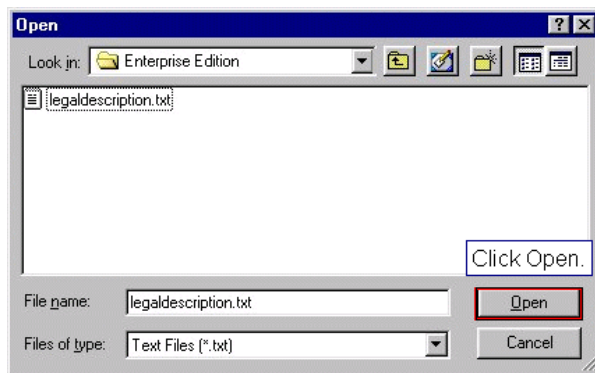 Open
Look in: Enterprise Edition
legaldescription.txt
Click Open.
File name: legaldescription.txt Open
Files of type: Text Files (*.txt) Cancel